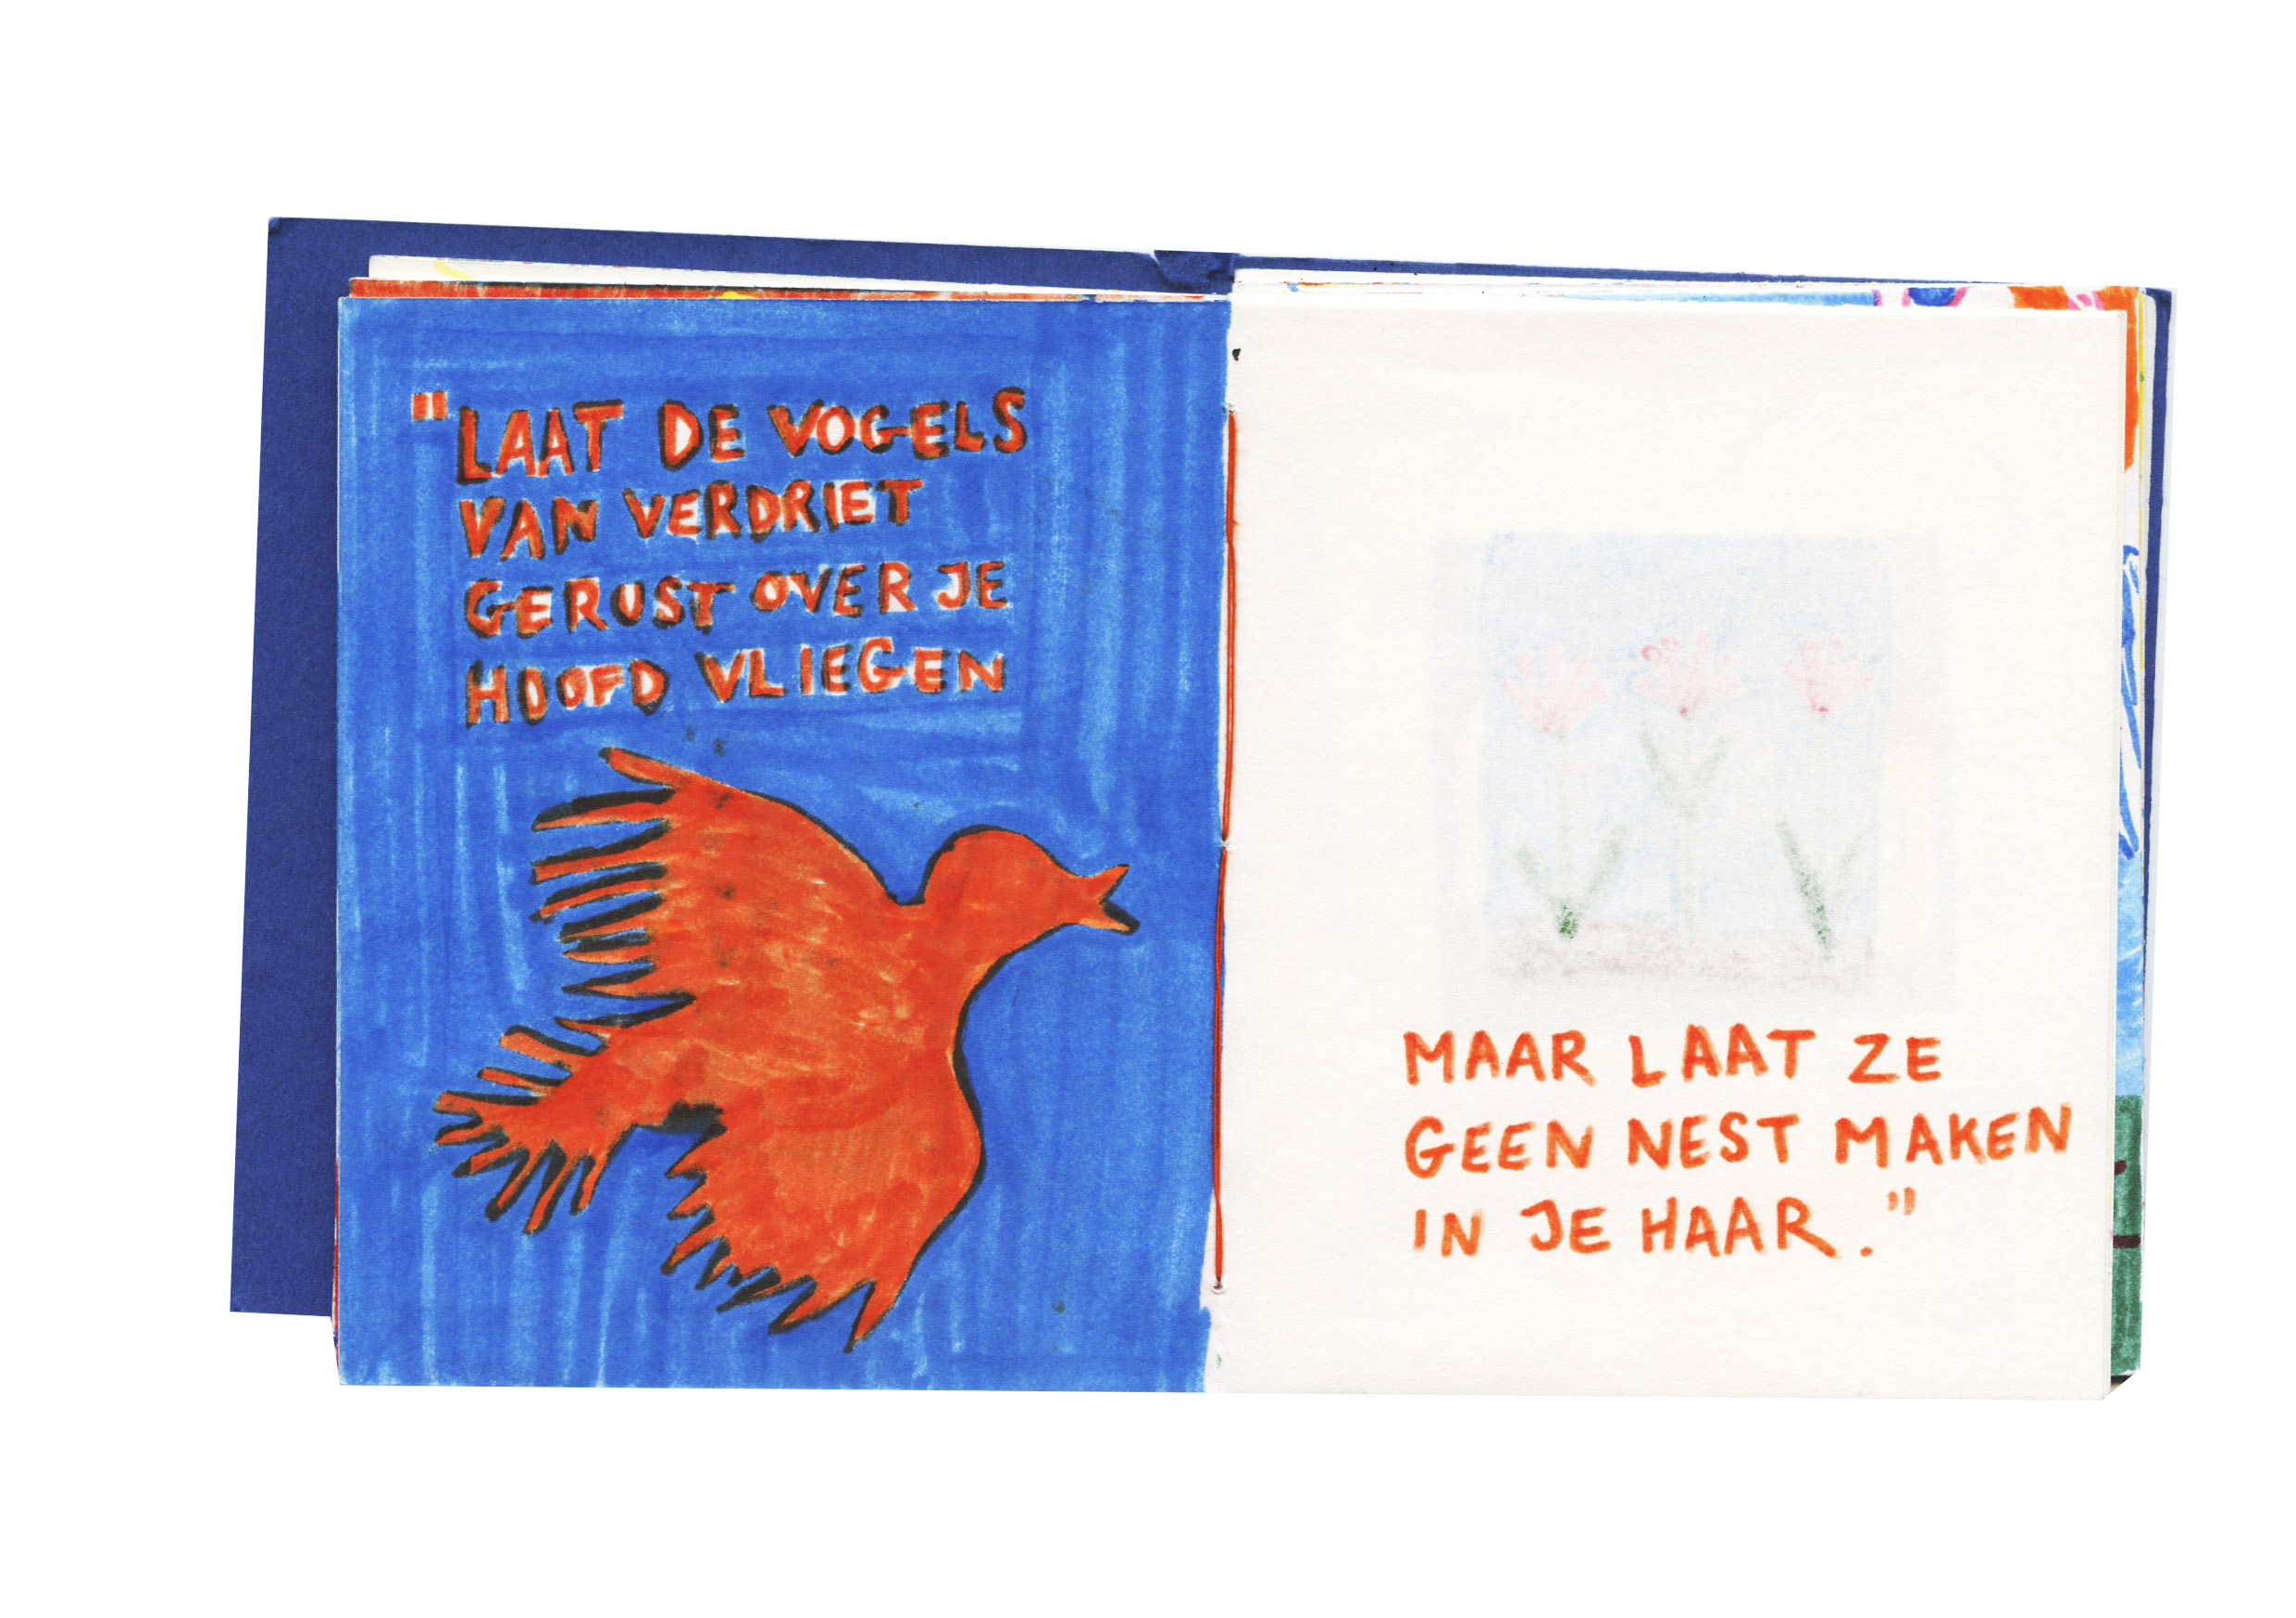 "LAAT DE VOGELS
VAN VERDRIET
GERUST OVER JE
HOOFD VLIEGEN
MAAR LAAT ZE
GEEN NEST MAKEN
IN JE HAAR."